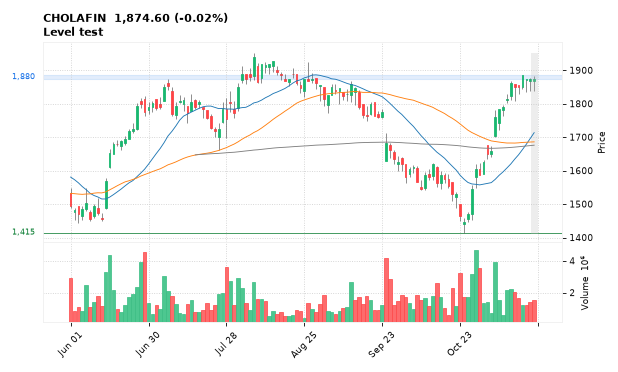 CHOLAFIN 1,874.60 (-0.02%)
Level test
1,880
1,415
1900
1800
1700
1600
1500
1400
Price
4
2
Volume 10⁶
Jun 01
Jun 30
Jul 28
Aug 25
Sep 23
Oct 23